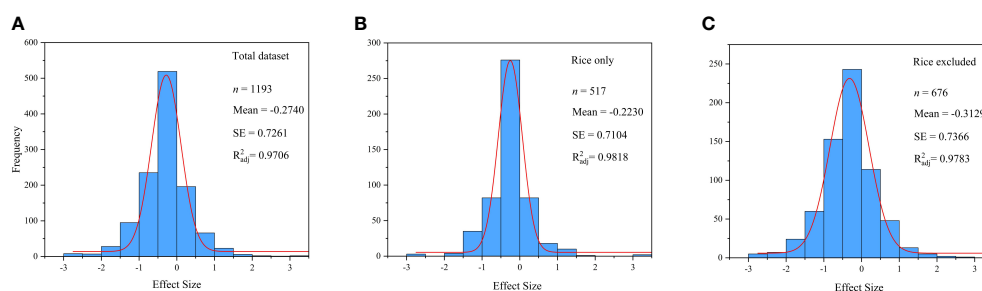 A
Total dataset
n = 1193
Mean = -0.2740
SE = 0.7261
R²adj = 0.9706
Frequency
600
500
400
300
200
100
0
-3 -2 -1 0 1 2 3
Effect Size
B
Rice only
n = 517
Mean = -0.2230
SE = 0.7104
R²adj = 0.9818
300
250
200
150
100
50
0
-3 -2 -1 0 1 2 3
Effect Size
C
Rice excluded
n = 676
Mean = -0.3129
SE = 0.7366
R²adj = 0.9783
250
200
150
100
50
0
-3 -2 -1 0 1 2 3
Effect Size